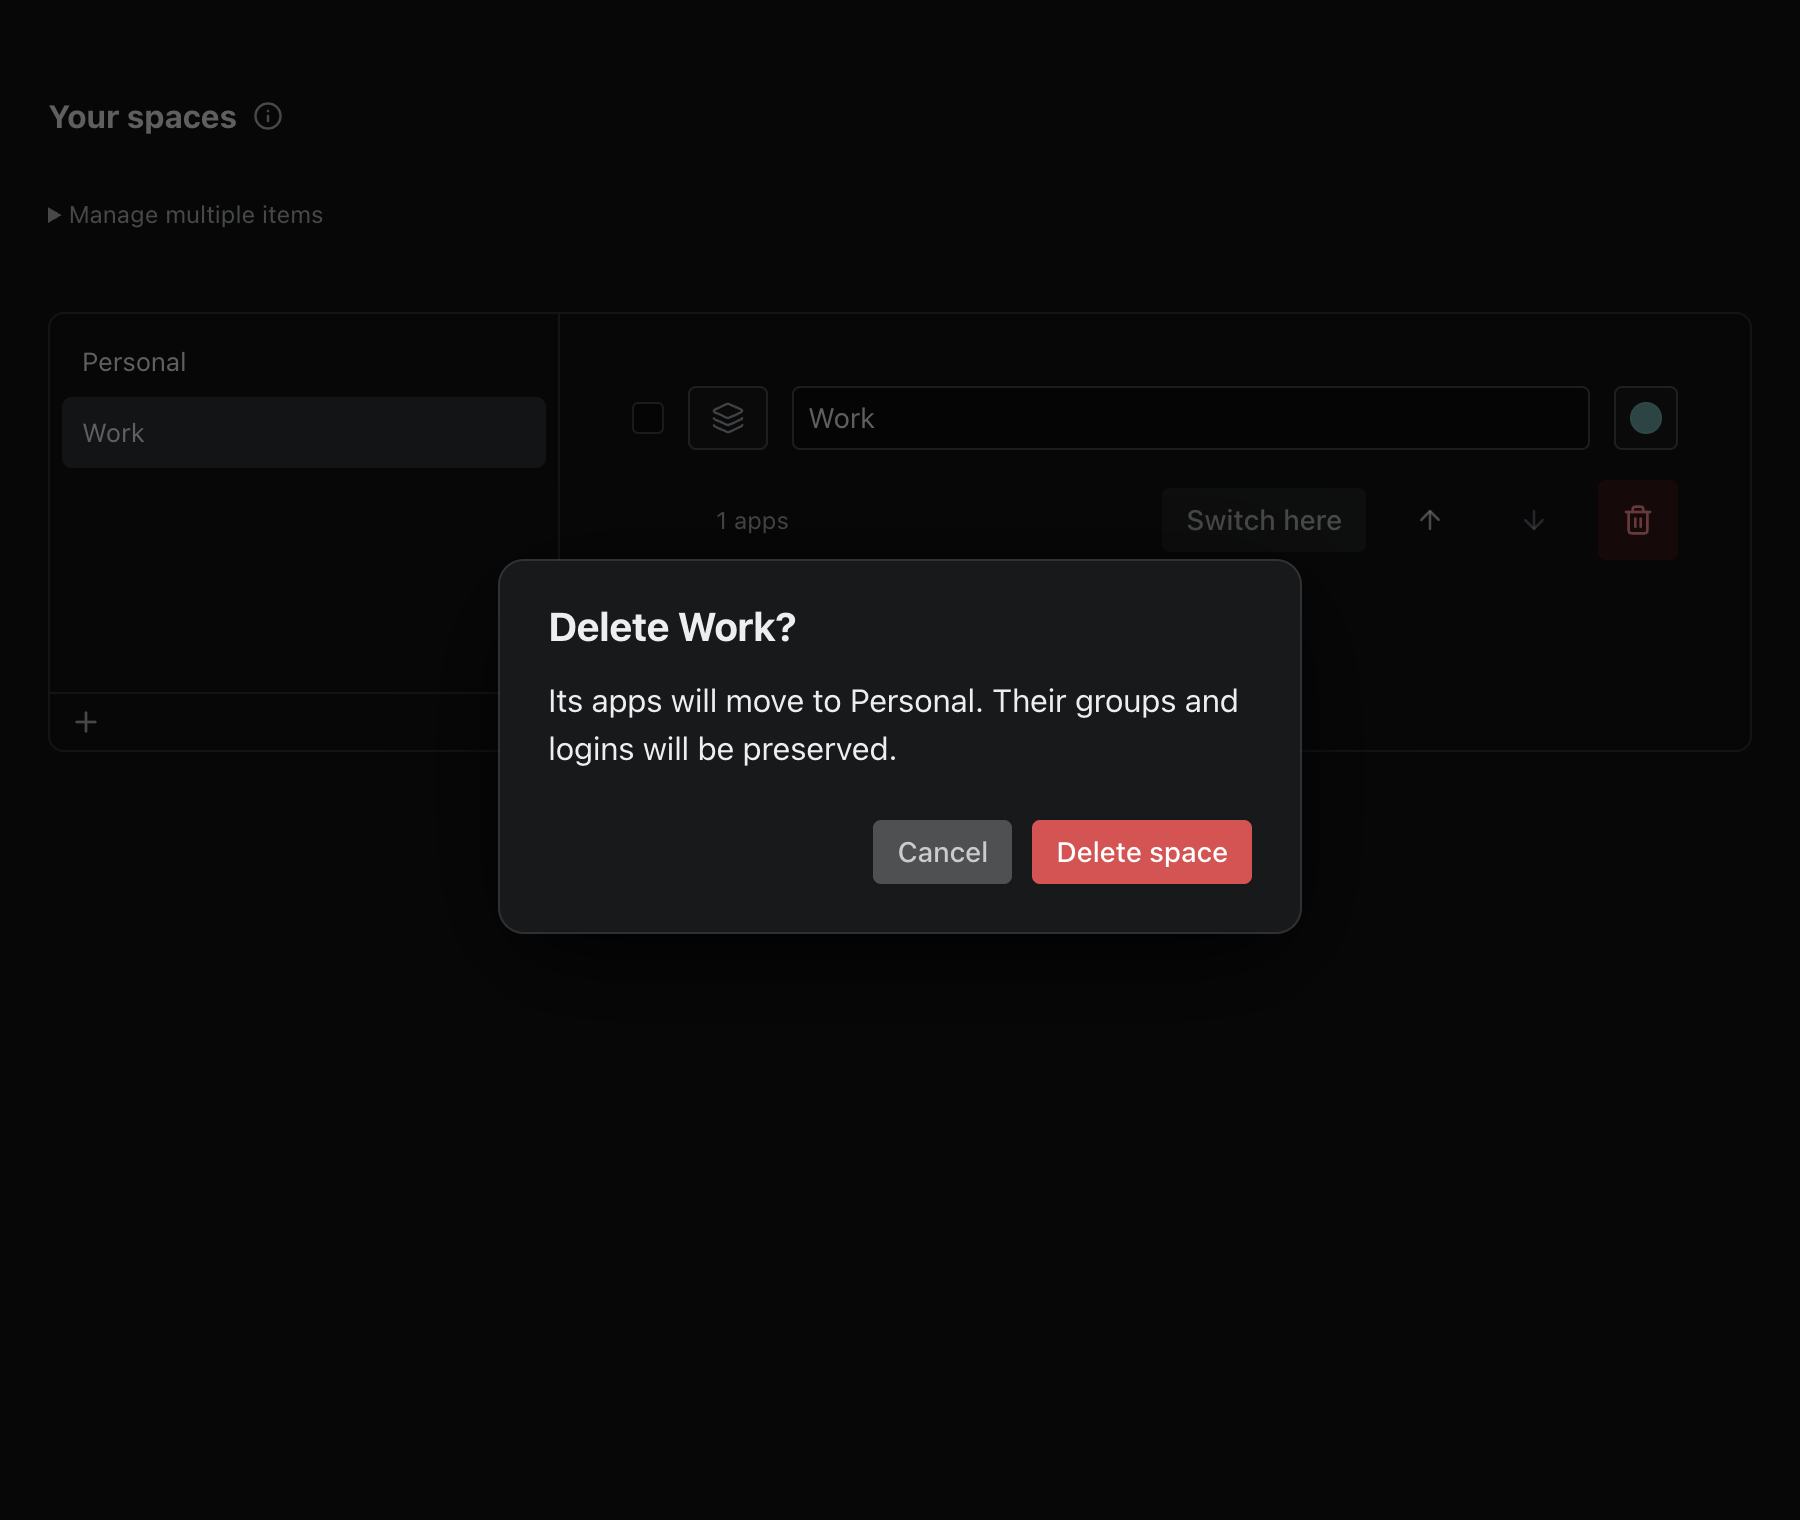 Your spaces
Manage multiple items
Personal
Work
Work
1 apps
Switch here
Delete Work?
Its apps will move to Personal. Their groups and
logins will be preserved.
Cancel
Delete space